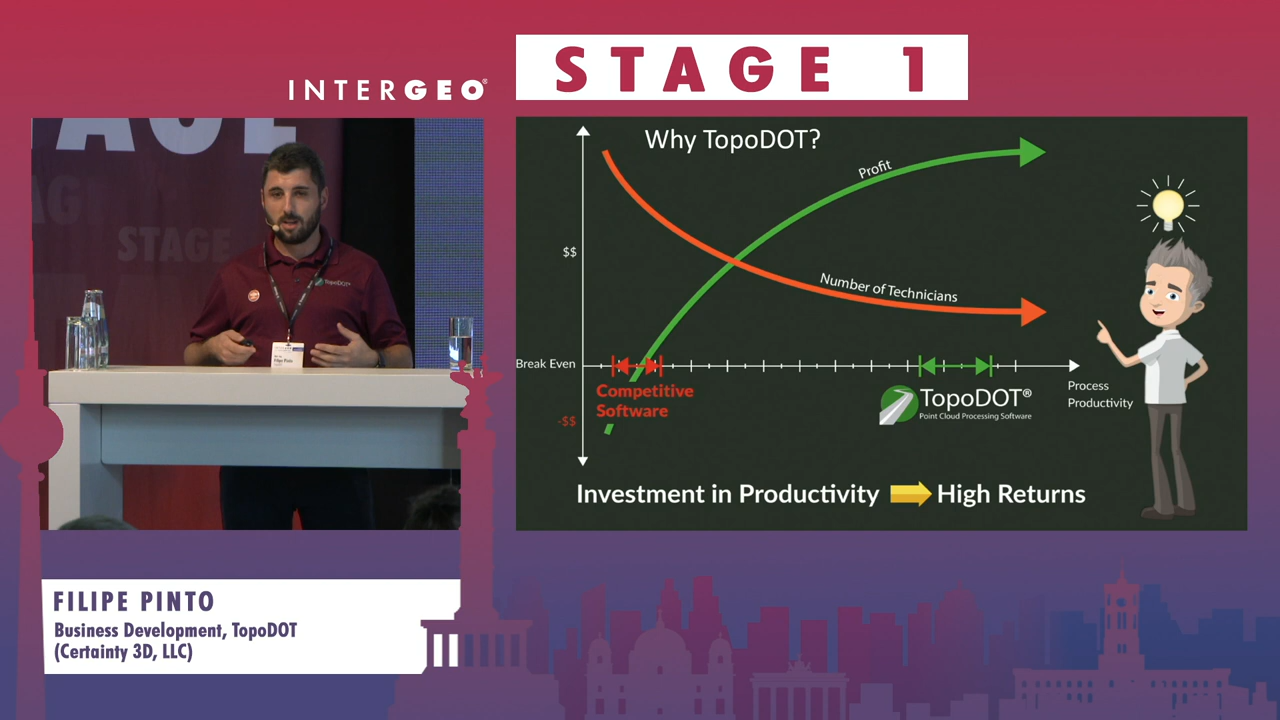 INTERGEO®
STAGE 1
STAGE
Why TopoDOT?
Profit
$$
Number of Technicians
Break Even
Competitive
Software
TopoDOT®
Point Cloud Processing Software
Process
Productivity
-$$
Investment in Productivity
High Returns
TopoDOT
FILIPE PINTO
Business Development, TopoDOT
(Certainty 3D, LLC)